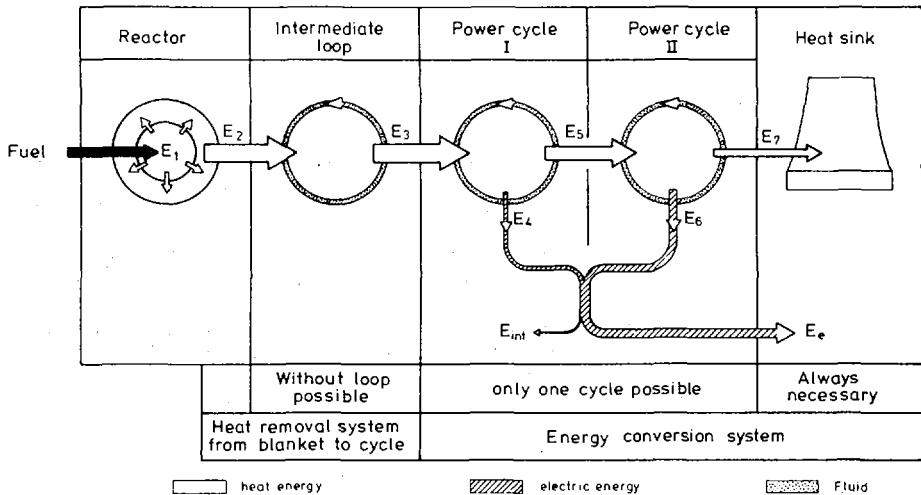 Reactor
Intermediate
loop
Power cycle
I
Power cycle
II
Heat sink
Fuel
E₁
E₂
E₃
E₅
E₇
E₄
E₆
Eint
Ee
Without loop
possible
only one cycle possible
Always
necessary
Heat removal system
from blanket to cycle
Energy conversion system
heat energy
electric energy
Fluid